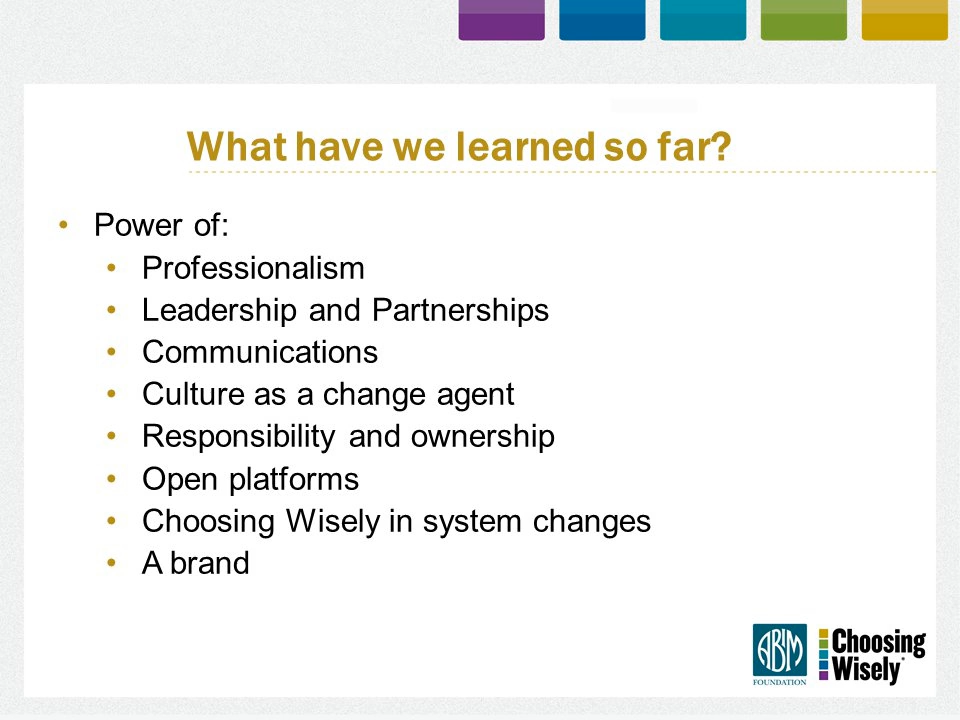 What have we learned so far?
• Power of:
• Professionalism
• Leadership and Partnerships
• Communications
• Culture as a change agent
• Responsibility and ownership
• Open platforms
• Choosing Wisely in system changes
• A brand
ABIM
FOUNDATION
Choosing
Wisely®